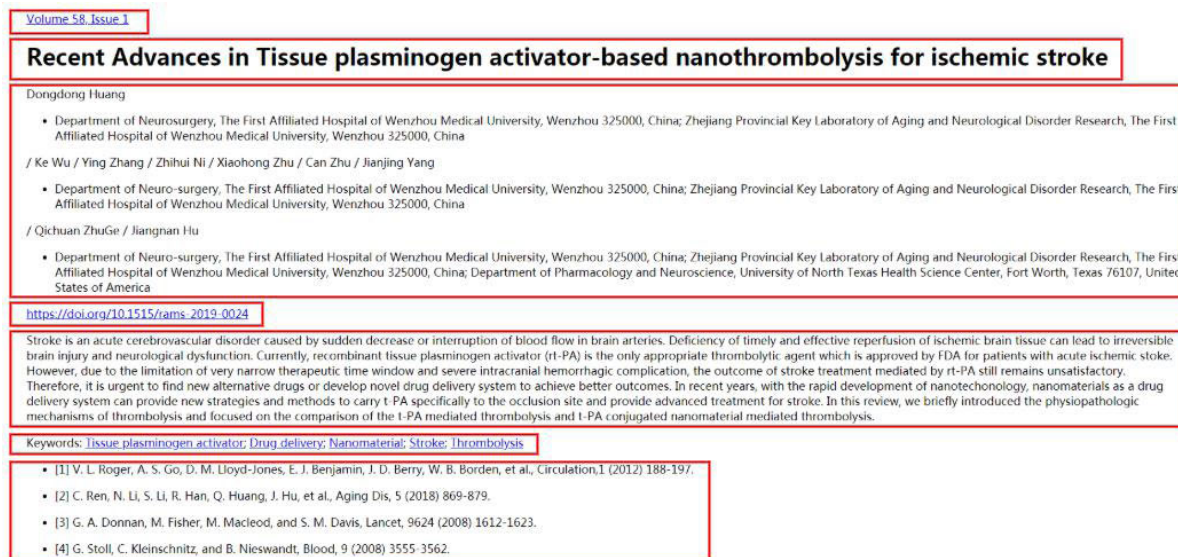 Volume 58, Issue 1
Recent Advances in Tissue plasminogen activator-based nanothrombolysis for ischemic stroke
Dongdong Huang
• Department of Neurosurgery, The First Affiliated Hospital of Wenzhou Medical University, Wenzhou 325000, China; Zhejiang Provincial Key Laboratory of Aging and Neurological Disorder Research, The First
Affiliated Hospital of Wenzhou Medical University, Wenzhou 325000, China
/ Ke Wu / Ying Zhang / Zhihui Ni / Xiaohong Zhu / Can Zhu / Jianjing Yang
• Department of Neuro-surgery, The First Affiliated Hospital of Wenzhou Medical University, Wenzhou 325000, China; Zhejiang Provincial Key Laboratory of Aging and Neurological Disorder Research, The First
Affiliated Hospital of Wenzhou Medical University, Wenzhou 325000, China
/ Qichuan ZhuGe / Jiangnan Hu
• Department of Neuro-surgery, The First Affiliated Hospital of Wenzhou Medical University, Wenzhou 325000, China; Zhejiang Provincial Key Laboratory of Aging and Neurological Disorder Research, The First
Affiliated Hospital of Wenzhou Medical University, Wenzhou 325000, China; Department of Pharmacology and Neuroscience, University of North Texas Health Science Center, Fort Worth, Texas 76107, United
States of America
https://doi.org/10.1515/rams-2019-0024
Stroke is an acute cerebrovascular disorder caused by sudden decrease or interruption of blood flow in brain arteries. Deficiency of timely and effective reperfusion of ischemic brain tissue can lead to irreversible
brain injury and neurological dysfunction. Currently, recombinant tissue plasminogen activator (rt-PA) is the only appropriate thrombolytic agent which is approved by FDA for patients with acute ischemic stoke.
However, due to the limitation of very narrow therapeutic time window and severe intracranial hemorrhagic complication, the outcome of stroke treatment mediated by rt-PA still remains unsatisfactory.
Therefore, it is urgent to find new alternative drugs or develop novel drug delivery system to achieve better outcomes. In recent years, with the rapid development of nanotechonology, nanomaterials as a drug
delivery system can provide new strategies and methods to carry t-PA specifically to the occlusion site and provide advanced treatment for stroke. In this review, we briefly introduced the physiopathologic
mechanisms of thrombolysis and focused on the comparison of the t-PA mediated thrombolysis and t-PA conjugated nanomaterial mediated thrombolysis.
Keywords: Tissue plasminogen activator; Drug delivery; Nanomaterial; Stroke; Thrombolysis
• [1] V. L. Roger, A. S. Go, D. M. Lloyd-Jones, E. J. Benjamin, J. D. Berry, W. B. Borden, et al., Circulation,1 (2012) 188-197.
• [2] C. Ren, N. Li, S. Li, R. Han, Q. Huang, J. Hu, et al., Aging Dis, 5 (2018) 869-879.
• [3] G. A. Donnan, M. Fisher, M. Macleod, and S. M. Davis, Lancet, 9624 (2008) 1612-1623.
• [4] G. Stoll, C. Kleinschnitz, and B. Nieswandt, Blood, 9 (2008) 3555-3562.